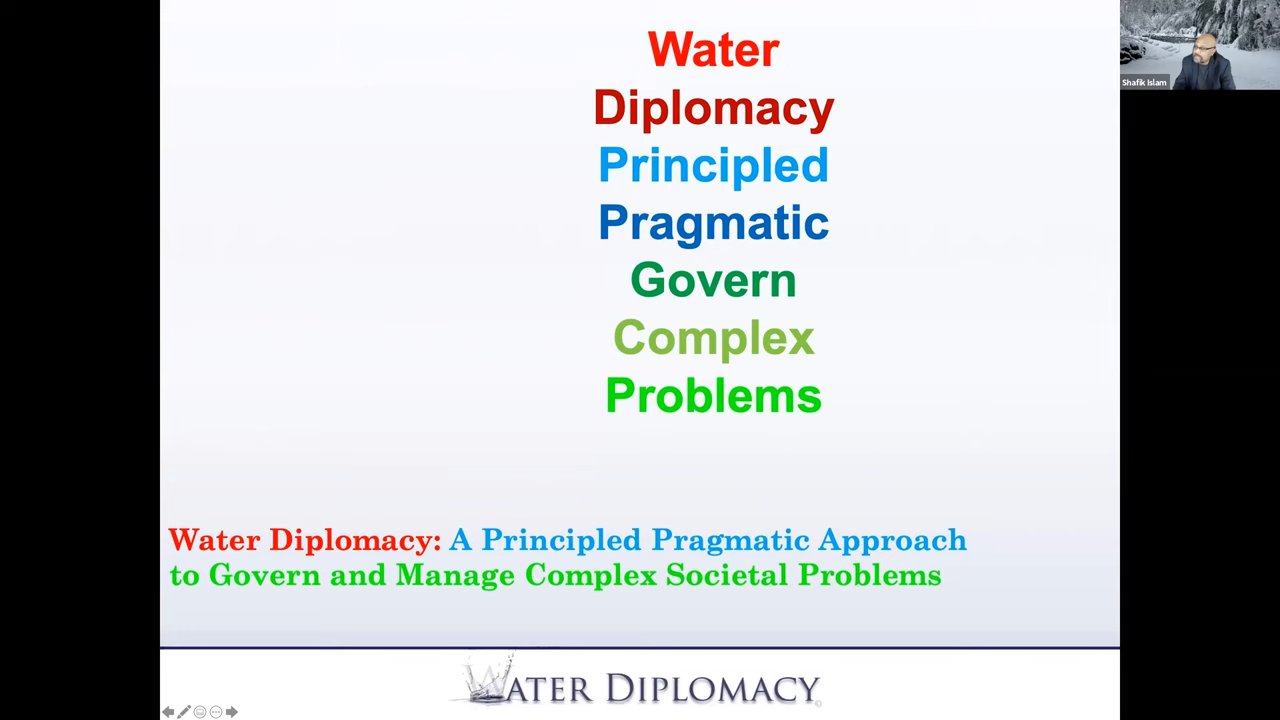 Water
Diplomacy
Principled
Pragmatic
Govern
Complex
Problems
Water Diplomacy: A Principled Pragmatic Approach
to Govern and Manage Complex Societal Problems
WATER DIPLOMACY©
Shafik Islam